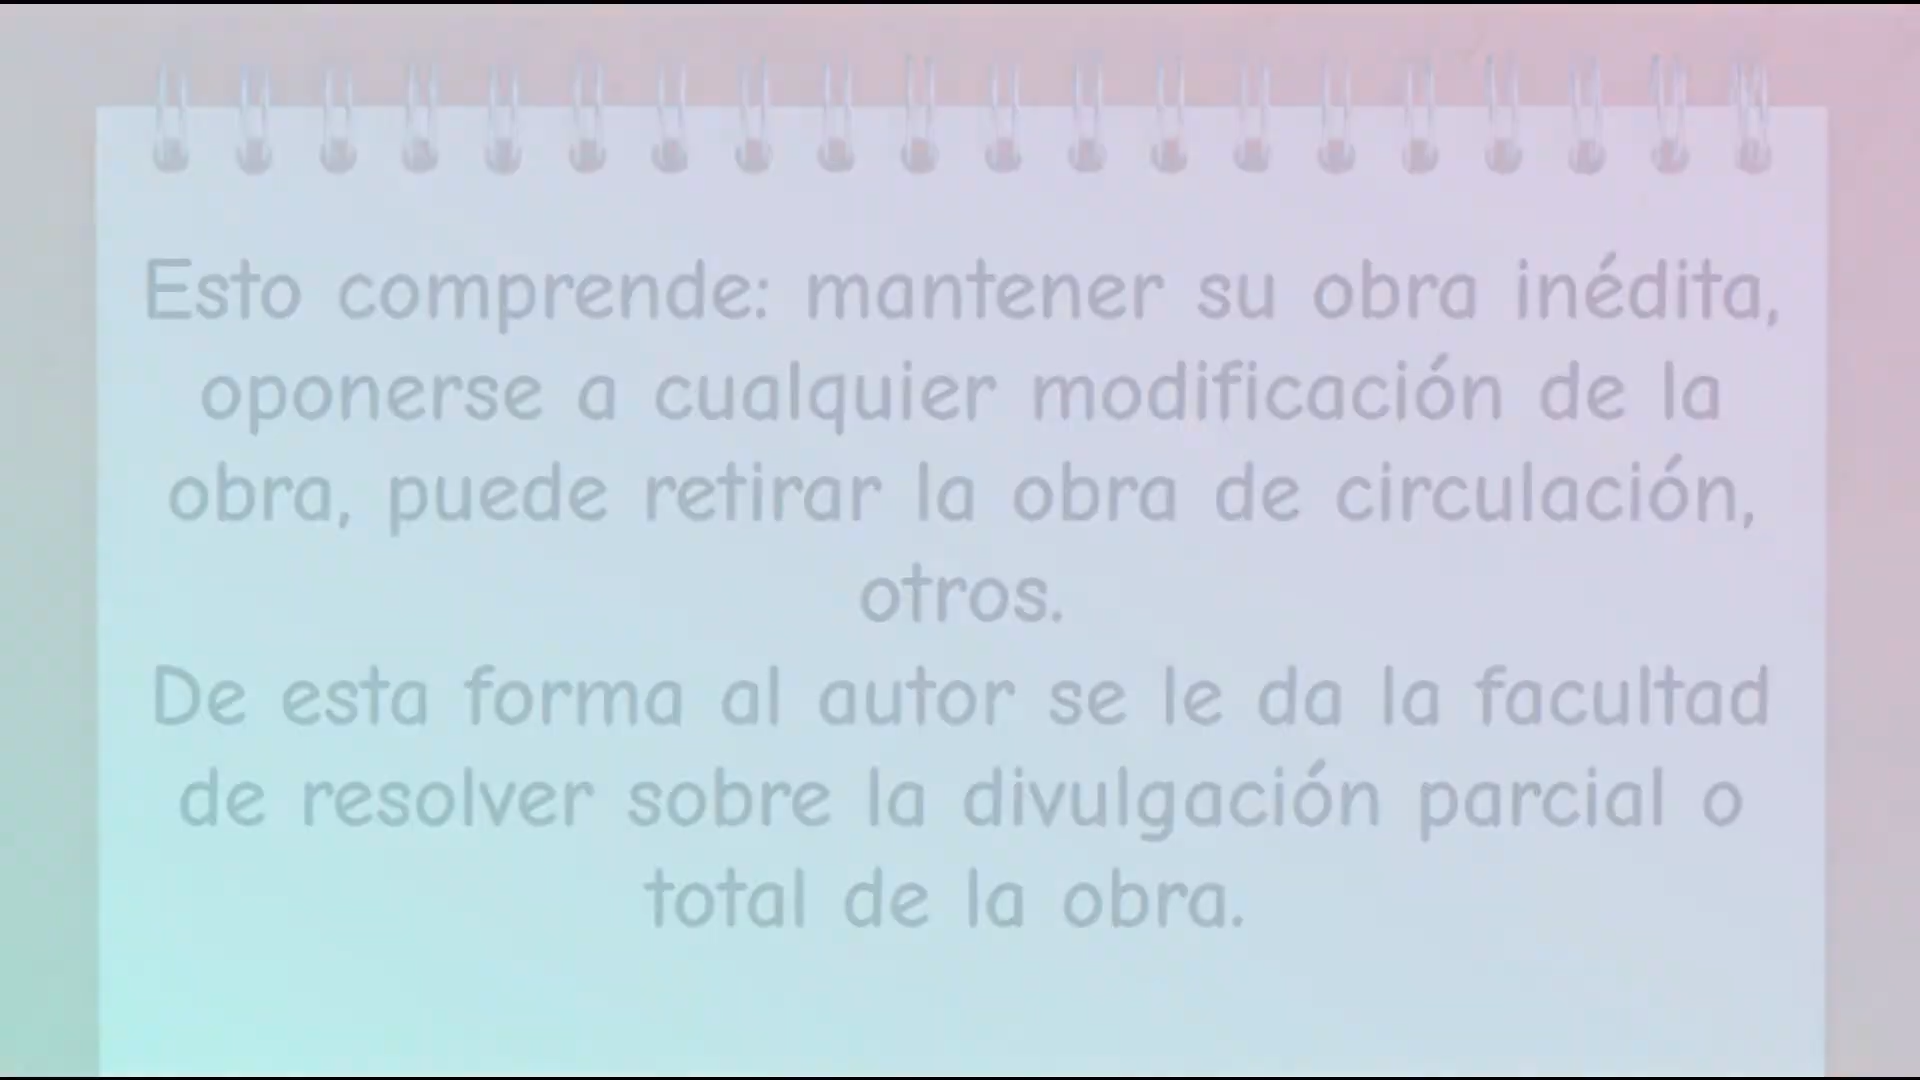 Esto comprende: mantener su obra inédita,
oponerse a cualquier modificación de la
obra, puede retirar la obra de circulación,
otros.
De esta forma al autor se le da la facultad
de resolver sobre la divulgación parcial o
total de la obra.